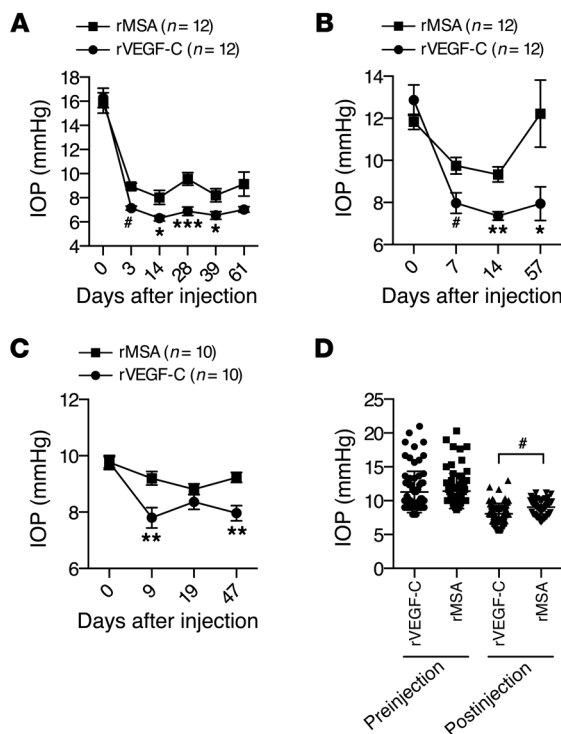 A
rMSA (n = 12)
rVEGF-C (n = 12)
IOP (mmHg)
18
16
14
12
10
8
6
4
0
3
14
28
39
61
#
*
***
*
Days after injection
B
rMSA (n = 12)
rVEGF-C (n = 12)
IOP (mmHg)
14
12
10
8
6
0
7
14
57
#
**
*
Days after injection
C
rMSA (n = 10)
rVEGF-C (n = 10)
IOP (mmHg)
12
10
8
6
0
9
19
47
**
**
Days after injection
D
IOP (mmHg)
25
20
15
10
5
0
#
rVEGF-C
rMSA
rVEGF-C
rMSA
Preinjection
Postinjection